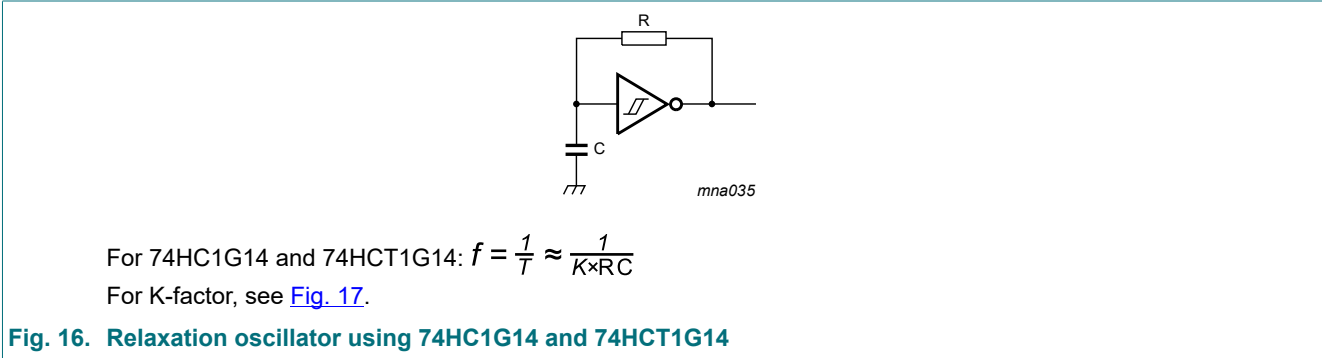 R
C
mna035
For 74HC1G14 and 74HCT1G14: f = 1/T ≈ 1/K×RC
For K-factor, see Fig. 17.
Fig. 16. Relaxation oscillator using 74HC1G14 and 74HCT1G14